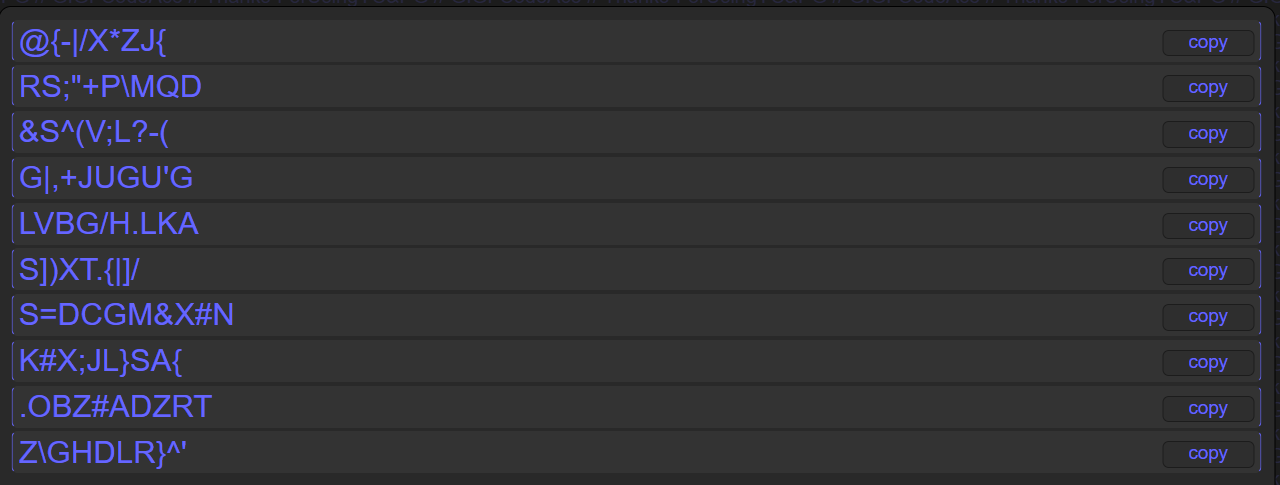 @{-|/X*ZJ{
copy
RS;"+P\MQD
copy
&S^(V;L?-(
copy
G|,+JUGU'G
copy
LVBG/H.LKA
copy
S])XT.{|]/
copy
S=DCGM&X#N
copy
K#X;JL}SA{
copy
.OBZ#ADZRT
copy
Z\GHDLR}^'
copy